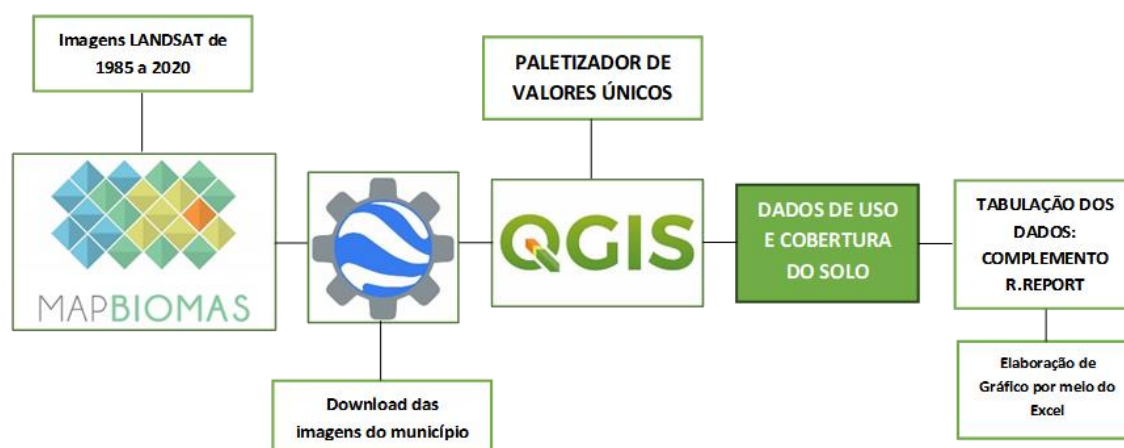 Imagens LANDSAT de
1985 a 2020
MAPBIOMAS
Download das
imagens do município
PALETIZADOR DE
VALORES ÚNICOS
QGIS
DADOS DE USO
E COBERTURA
DO SOLO
TABULAÇÃO DOS
DADOS:
COMPLEMENTO
R.REPORT
Elaboração de
Gráfico por meio do
Excel